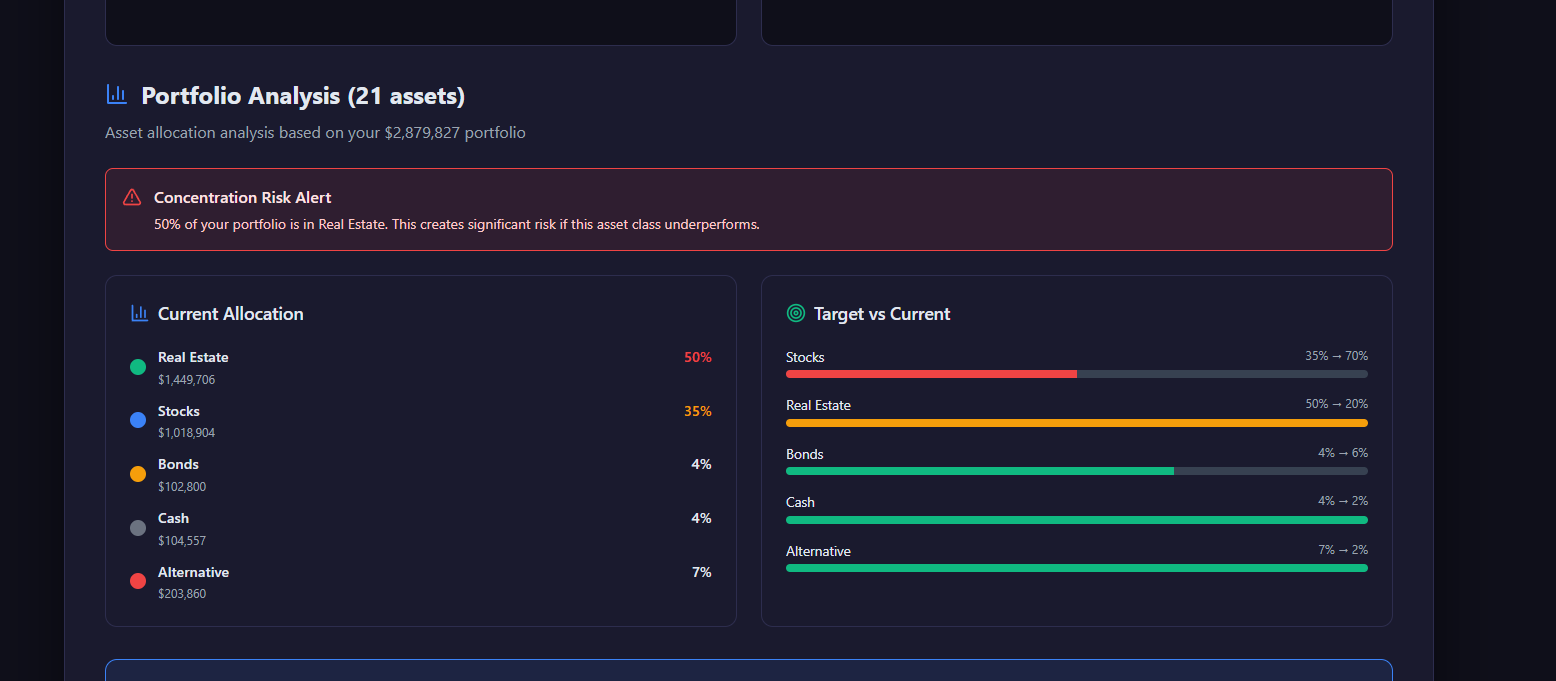 Portfolio Analysis (21 assets)
Asset allocation analysis based on your $2,879,827 portfolio
Concentration Risk Alert
50% of your portfolio is in Real Estate. This creates significant risk if this asset class underperforms.
Current Allocation
Real Estate 50%
$1,449,706
Stocks 35%
$1,018,904
Bonds 4%
$102,800
Cash 4%
$104,557
Alternative 7%
$203,860
Target vs Current
Stocks 35% → 70%
Real Estate 50% → 20%
Bonds 4% → 6%
Cash 4% → 2%
Alternative 7% → 2%